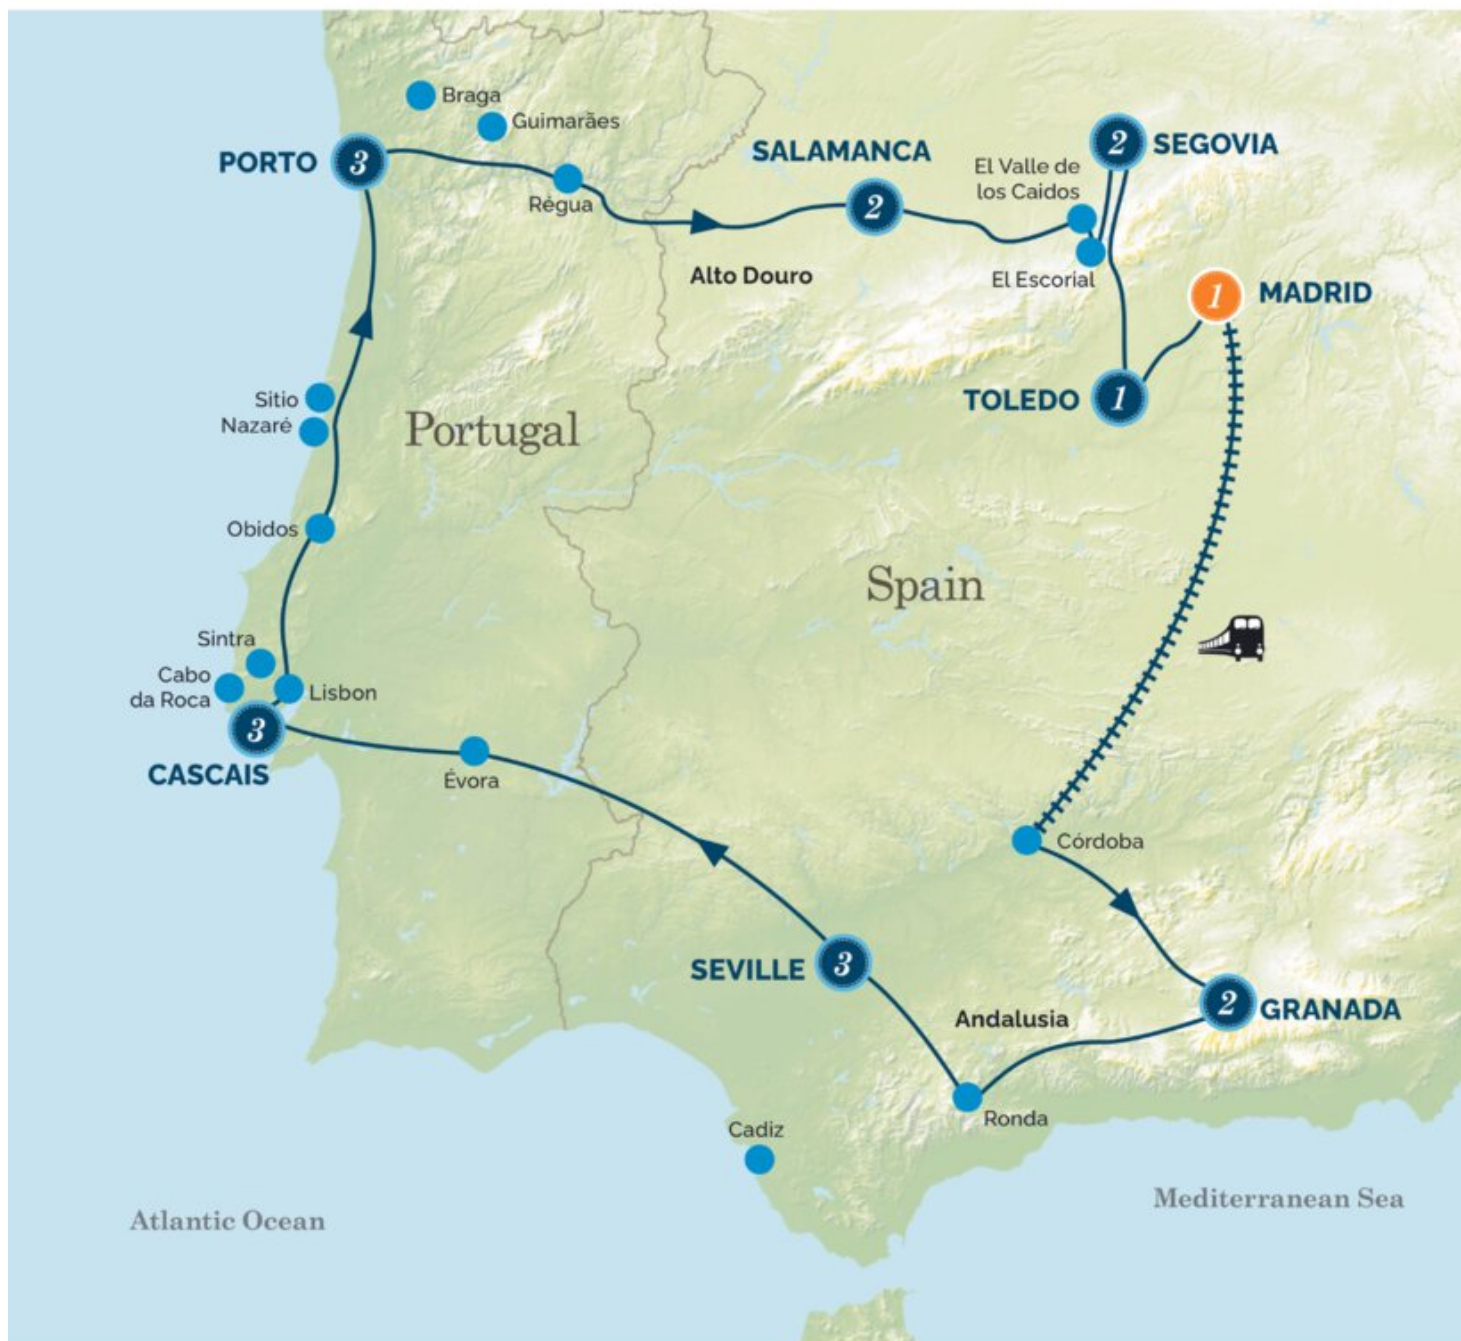 Braga
Guimarães
PORTO
3
Régua
SALAMANCA
2
El Valle de
los Caidos
2
SEGOVIA
El Escorial
Alto Douro
1
MADRID
TOLEDO
1
Sitio
Nazaré
Portugal
Obidos
Spain
Sintra
Cabo
da Roca
Lisbon
3
CASCAIS
Évora
Córdoba
SEVILLE
3
Andalusia
2
GRANADA
Ronda
Cadiz
Atlantic Ocean
Mediterranean Sea